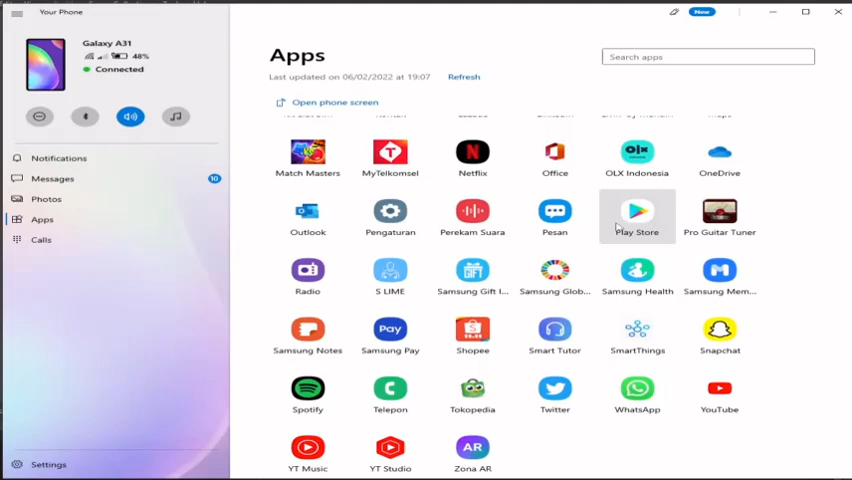 Your Phone
New
Galaxy A31
48%
Connected
Notifications
Messages
10
Photos
Apps
Calls
Settings
Apps
Search apps
Last updated on 06/02/2022 at 19:07
Refresh
Open phone screen
Match Masters
MyTelkomsel
Netflix
Office
OLX Indonesia
OneDrive
Outlook
Pengaturan
Perekam Suara
Pesan
Play Store
Pro Guitar Tuner
Radio
S LIME
Samsung Gift I...
Samsung Glob...
Samsung Health
Samsung Mem...
Samsung Notes
Pay
Samsung Pay
11.11
Shopee
Smart Tutor
SmartThings
Snapchat
Spotify
Telepon
Tokopedia
Twitter
WhatsApp
YouTube
YT Music
YT Studio
AR
Zona AR